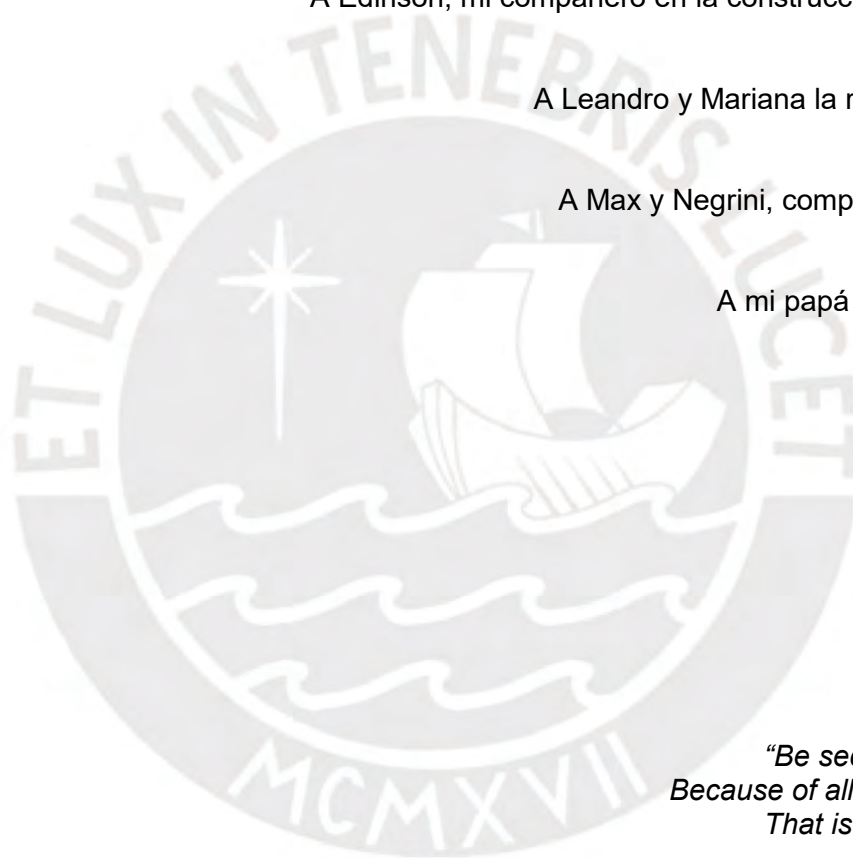 A Edinson, mi compañero en la construcc
A Leandro y Mariana la
A Max y Negrini, comp
A mi papá
ET LUX IN TENEBRIS LUCET
MCMXVII
“Be
Because of all
That is